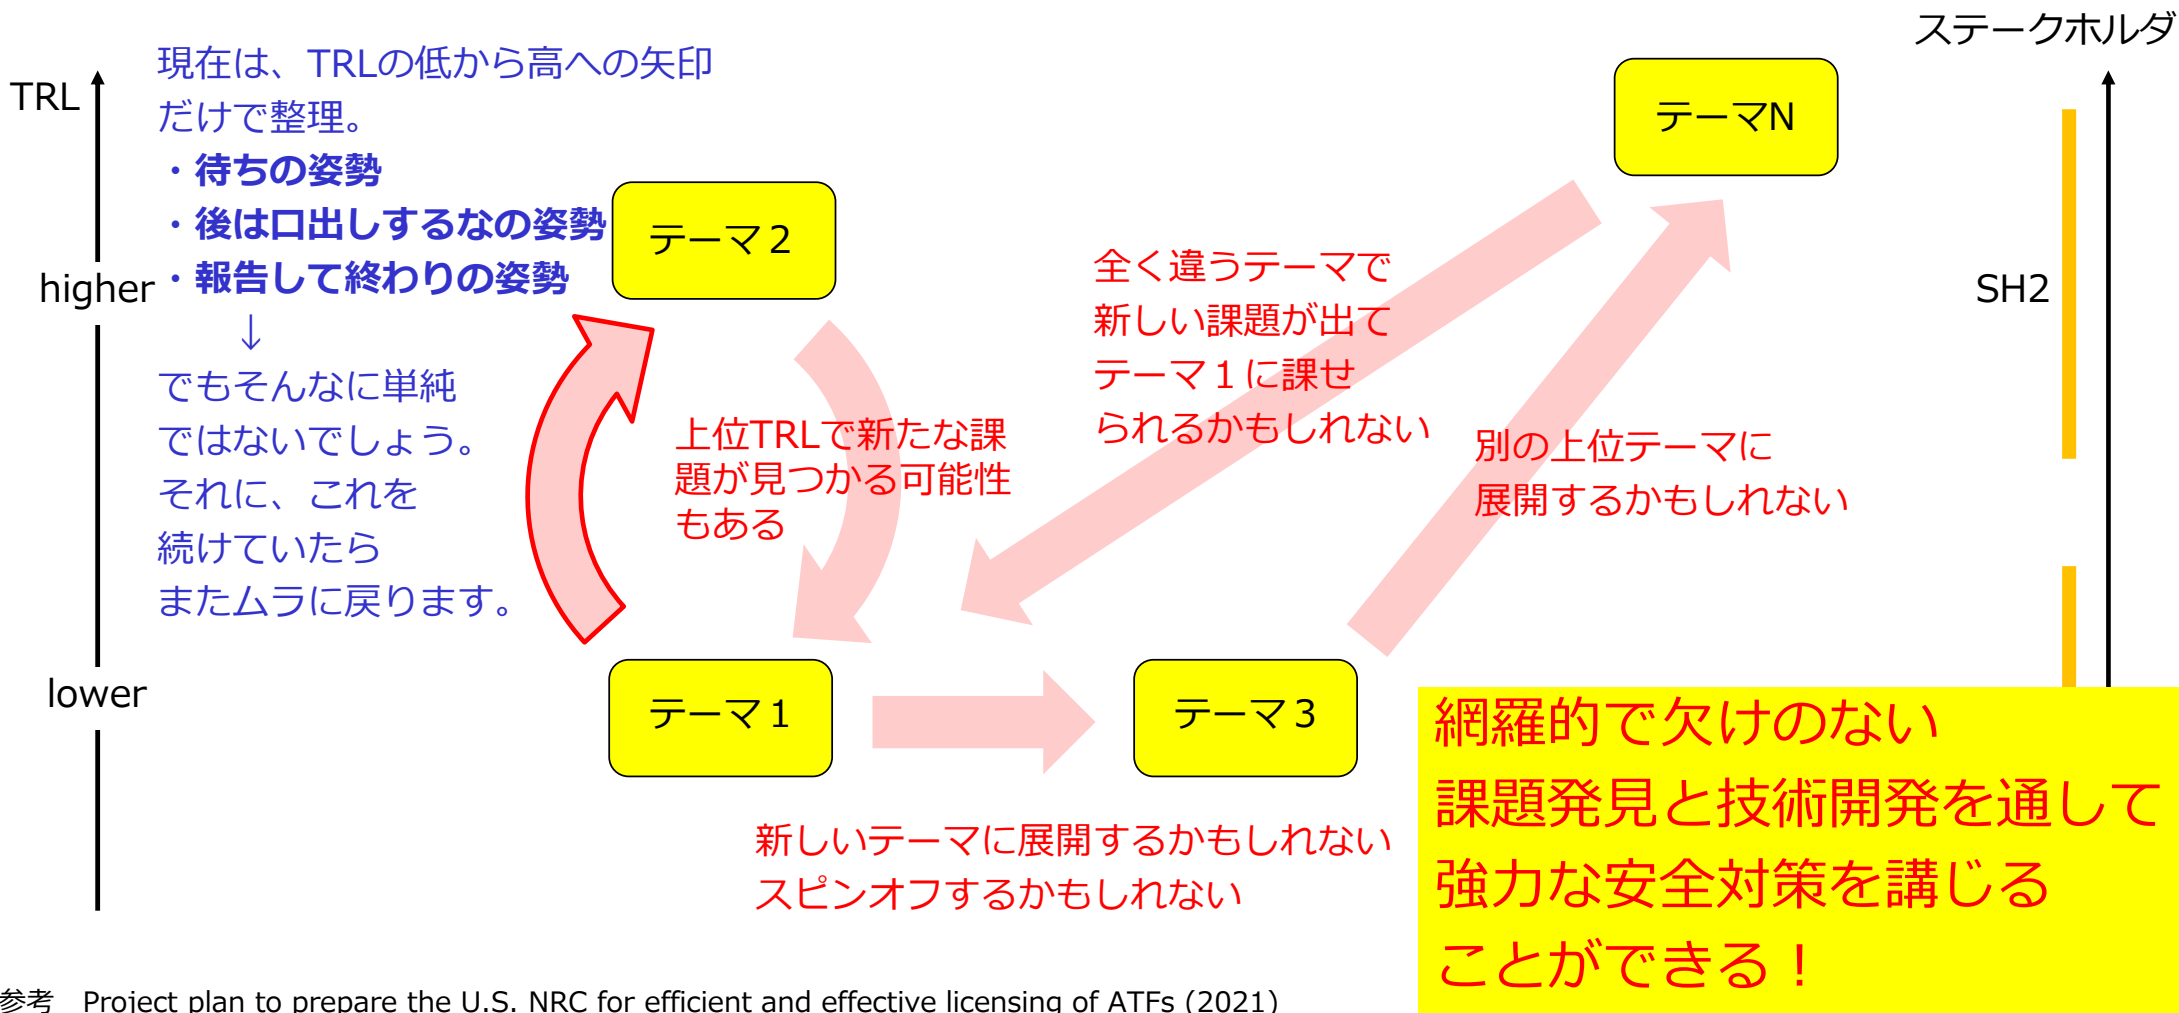 ステークホルダ
TRL
現在は、TRLの低から高への矢印
だけで整理。
・待ちの姿勢
・後は口出しするなの姿勢
・報告して終わりの姿勢
↓
でもそんなに単純
ではないでしょう。
それに、これを
続けていたら
またムラに戻ります。
higher
lower
テーマ２
テーマN
SH2
全く違うテーマで
新しい課題が出て
テーマ１に課せ
られるかもしれない
上位TRLで新たな課
題が見つかる可能性
もある
別の上位テーマに
展開するかもしれない
テーマ１
テーマ３
新しいテーマに展開するかもしれない
スピンオフするかもしれない
網羅的で欠けのない
課題発見と技術開発を通して
強力な安全対策を講じる
ことができる！
参考　Project plan to prepare the U.S. NRC for efficient and effective licensing of ATFs (2021)